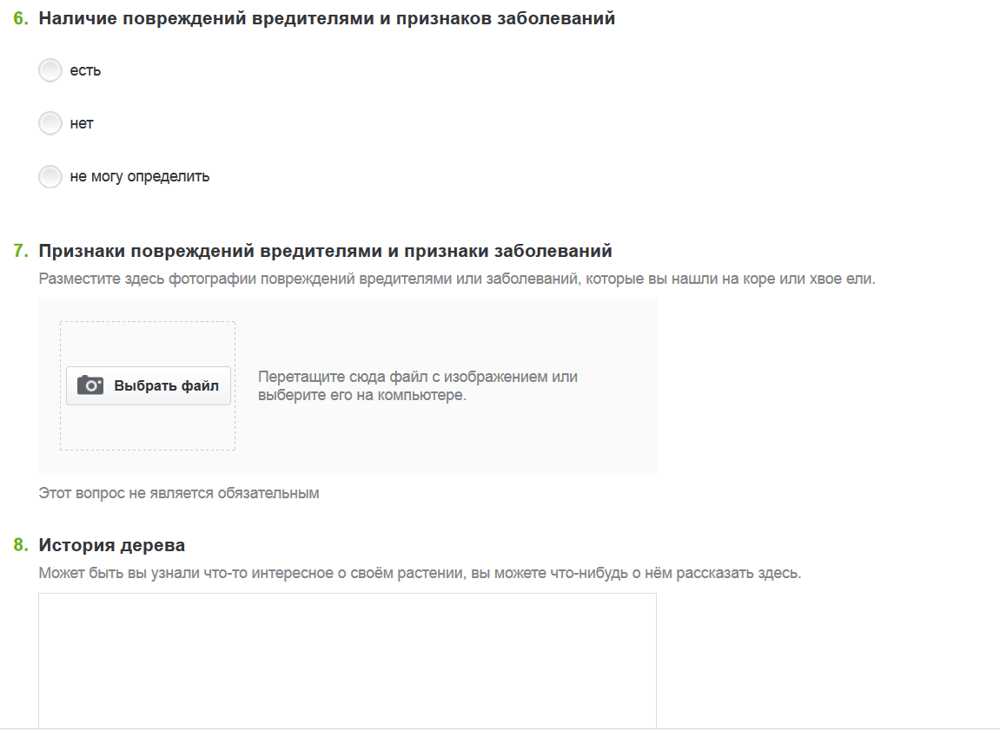 6. Наличие повреждений вредителями и признаков заболеваний
есть
нет
не могу определить
7. Признаки повреждений вредителями и признаки заболеваний
Разместите здесь фотографии повреждений вредителями или заболеваний, которые вы нашли на коре или хвое ели.
Выбрать файл
Перетащите сюда файл с изображением или
выберите его на компьютере.
Этот вопрос не является обязательным
8. История дерева
Может быть вы узнали что-то интересное о своём растении, вы можете что-нибудь о нём рассказать здесь.